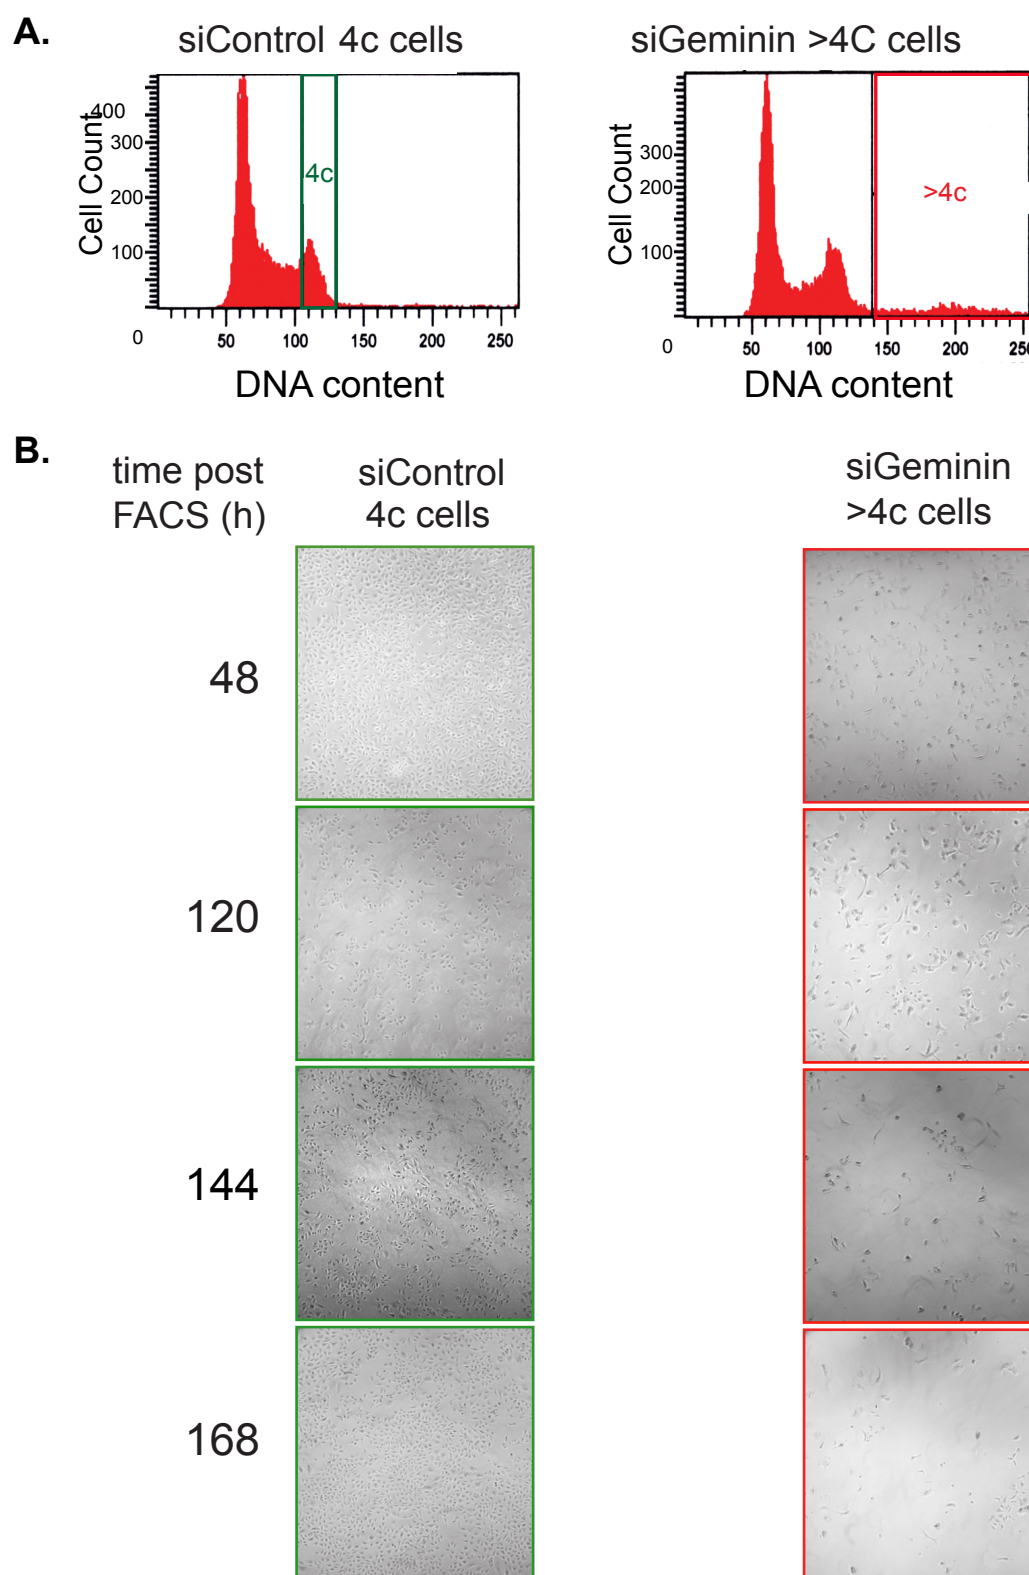 A.
siControl 4c cells
siGeminin >4C cells
Cell Count
400
300
200
100
0
4c
50 100 150 200 250
DNA content
Cell Count
300
200
100
0
>4c
50 100 150 200 25
DNA content
B.
time post
FACS (h)
siControl
4c cells
siGeminin
>4c cells
48
120
144
168